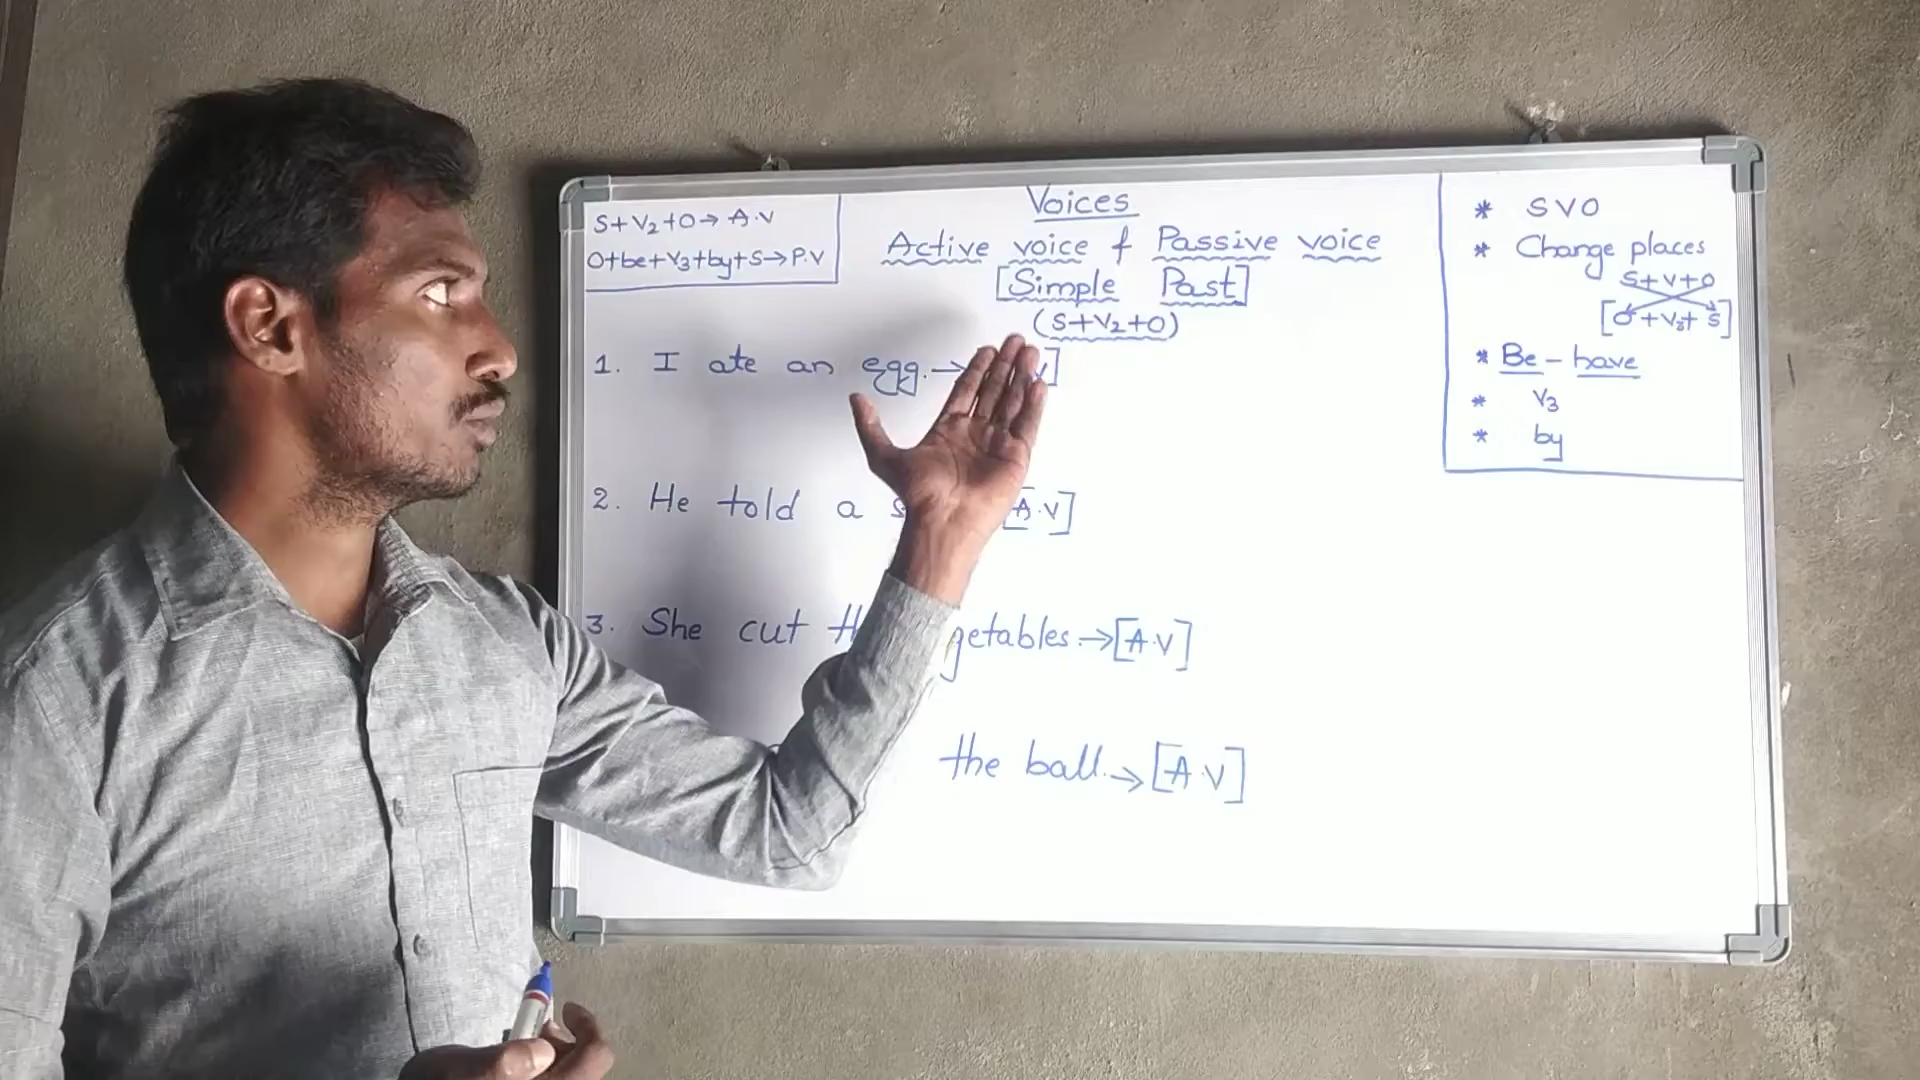 Voices
Active voice & Passive voice
[Simple Past]
(S+V₂+O)
S+V₂+O→ A.V
O+be+V₃+by+S→P.V
1. I ate an egg.→
2. He told a [A.V]
3. She cut →[A.V]
the ball.→[A.V]
* SVO
* Change places
S+V+O
[O+V₃+S]
* Be - have
* V₃
* by